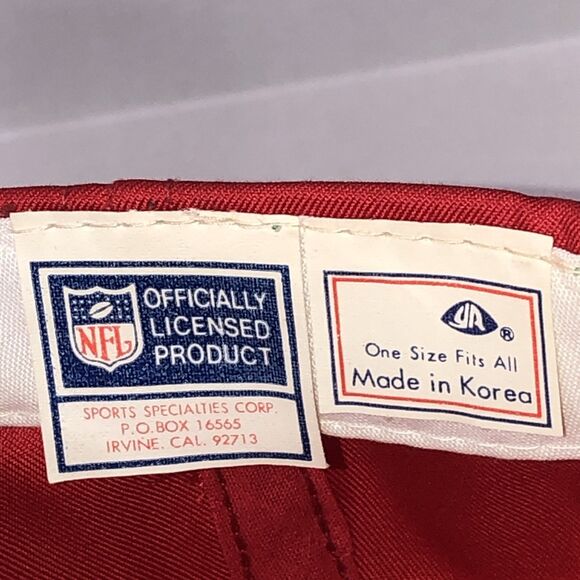 NFL
OFFICIALLY
LICENSED
PRODUCT
SPORTS SPECIALTIES CORP.
P.O. BOX 16565
IRVINE, CAL. 92713
YA ®
One Size Fits All
Made in Korea